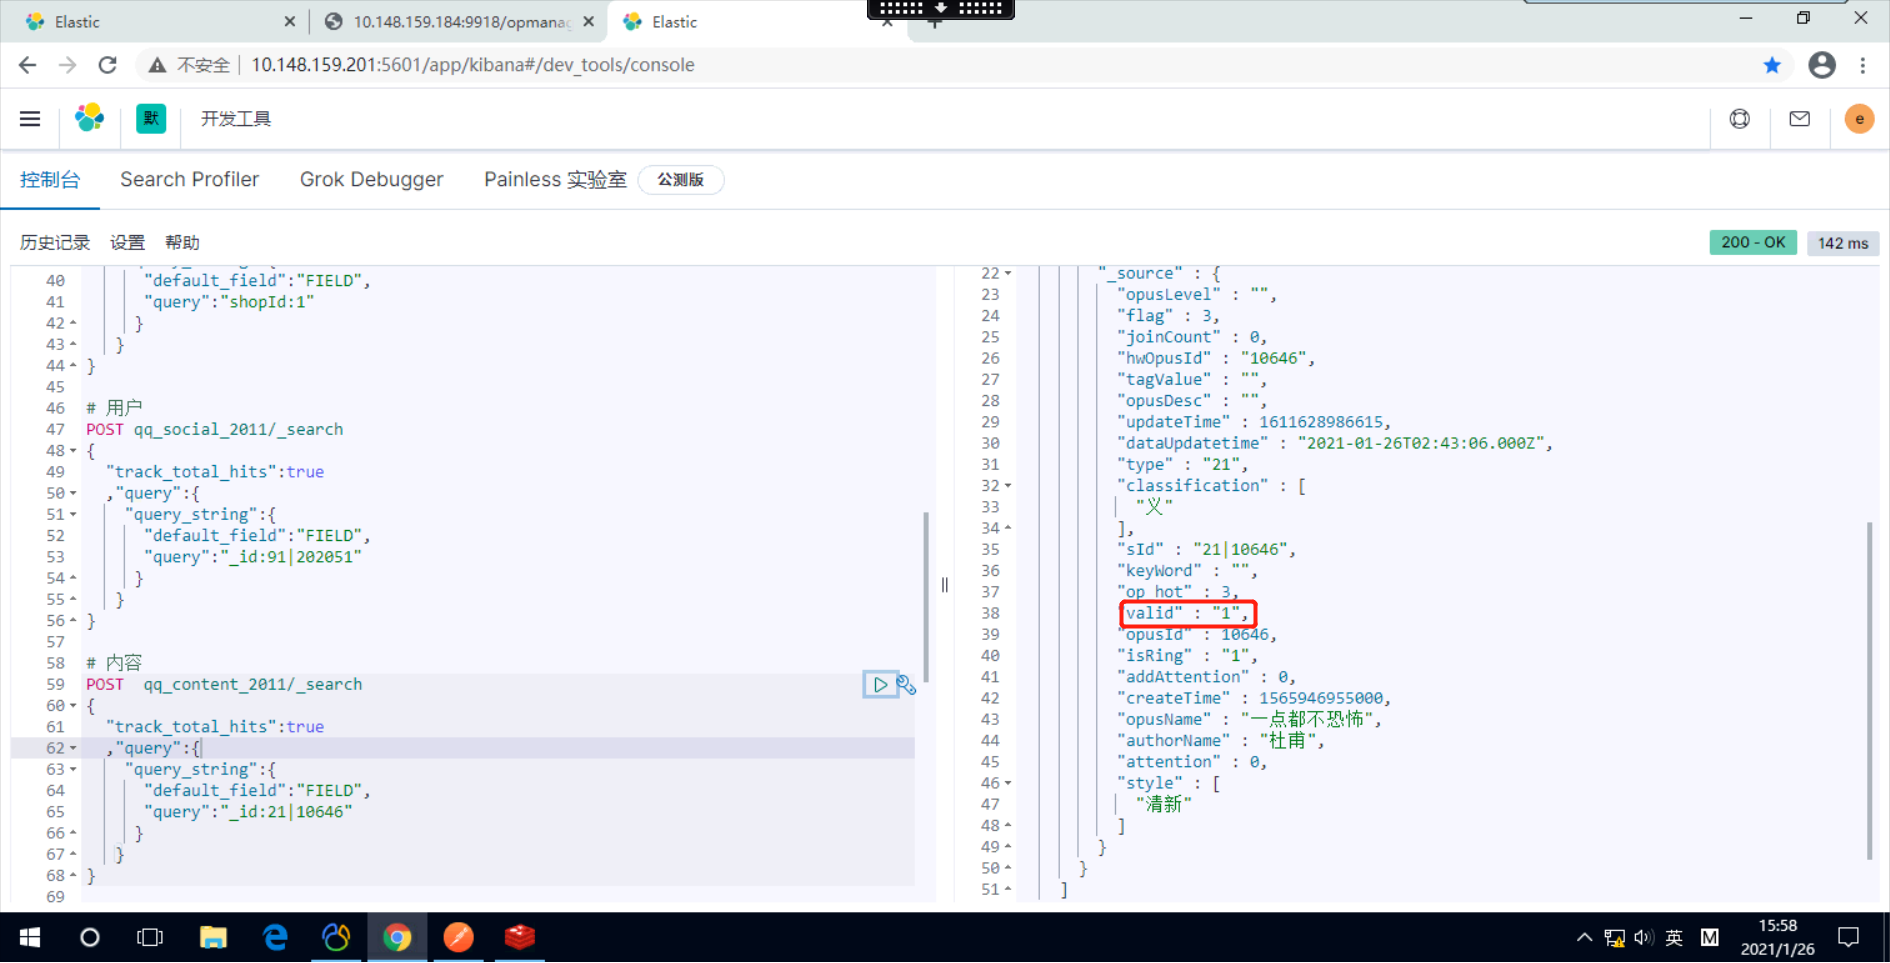 Elastic
10.148.159.184:9918/opmanag
Elastic
不安全
10.148.159.201:5601/app/kibana#/dev_tools/console
默
开发工具
e
控制台
Search Profiler
Grok Debugger
Painless 实验室
公测版
历史记录
设置
帮助
200 - OK
142 ms
40 "default_field":"FIELD",
41 "query":"shopId:1"
42 }
43 }
44 }
45
46 # 用户
47 POST qq_social_2011/_search
48 {
49 "track_total_hits":true
50 ,"query":{
51 "query_string":{
52 "default_field":"FIELD",
53 "query":"_id:91|202051"
54 }
55 }
56 }
57
58 # 内容
59 POST  qq_content_2011/_search
60 {
61 "track_total_hits":true
62 ,"query":{
63 "query_string":{
64 "default_field":"FIELD",
65 "query":"_id:21|10646"
66 }
67 }
68 }
69
22 "_source" : {
23 "opusLevel" : "",
24 "flag" : 3,
25 "joinCount" : 0,
26 "hwOpusId" : "10646",
27 "tagValue" : "",
28 "opusDesc" : "",
29 "updateTime" : 1611628986615,
30 "dataUpdatetime" : "2021-01-26T02:43:06.000Z",
31 "type" : "21",
32 "classification" : [
33 "义"
34 ],
35 "sId" : "21|10646",
36 "keyWord" : "",
37 "op_hot" : 3,
38 "valid" : "1",
39 "opusId" : 10646,
40 "isRing" : "1",
41 "addAttention" : 0,
42 "createTime" : 1565946955000,
43 "opusName" : "一点都不恐怖",
44 "authorName" : "杜甫",
45 "attention" : 0,
46 "style" : [
47 "清新"
48 ]
49 }
50 }
51 ]
英
M
15:58
2021/1/26